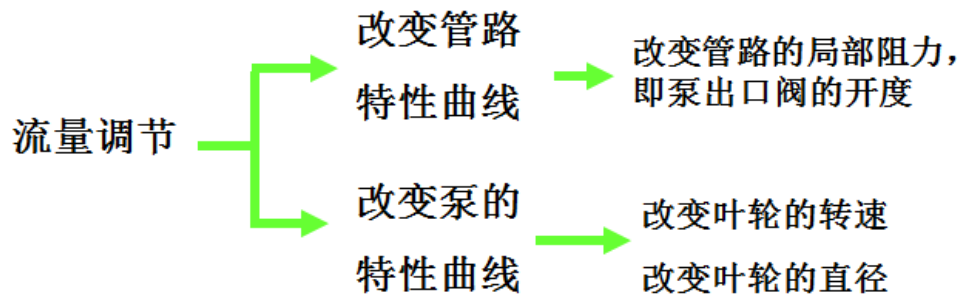 流量调节
改变管路
特性曲线
改变管路的局部阻力，
即泵出口阀的开度
改变泵的
特性曲线
改变叶轮的转速
改变叶轮的直径